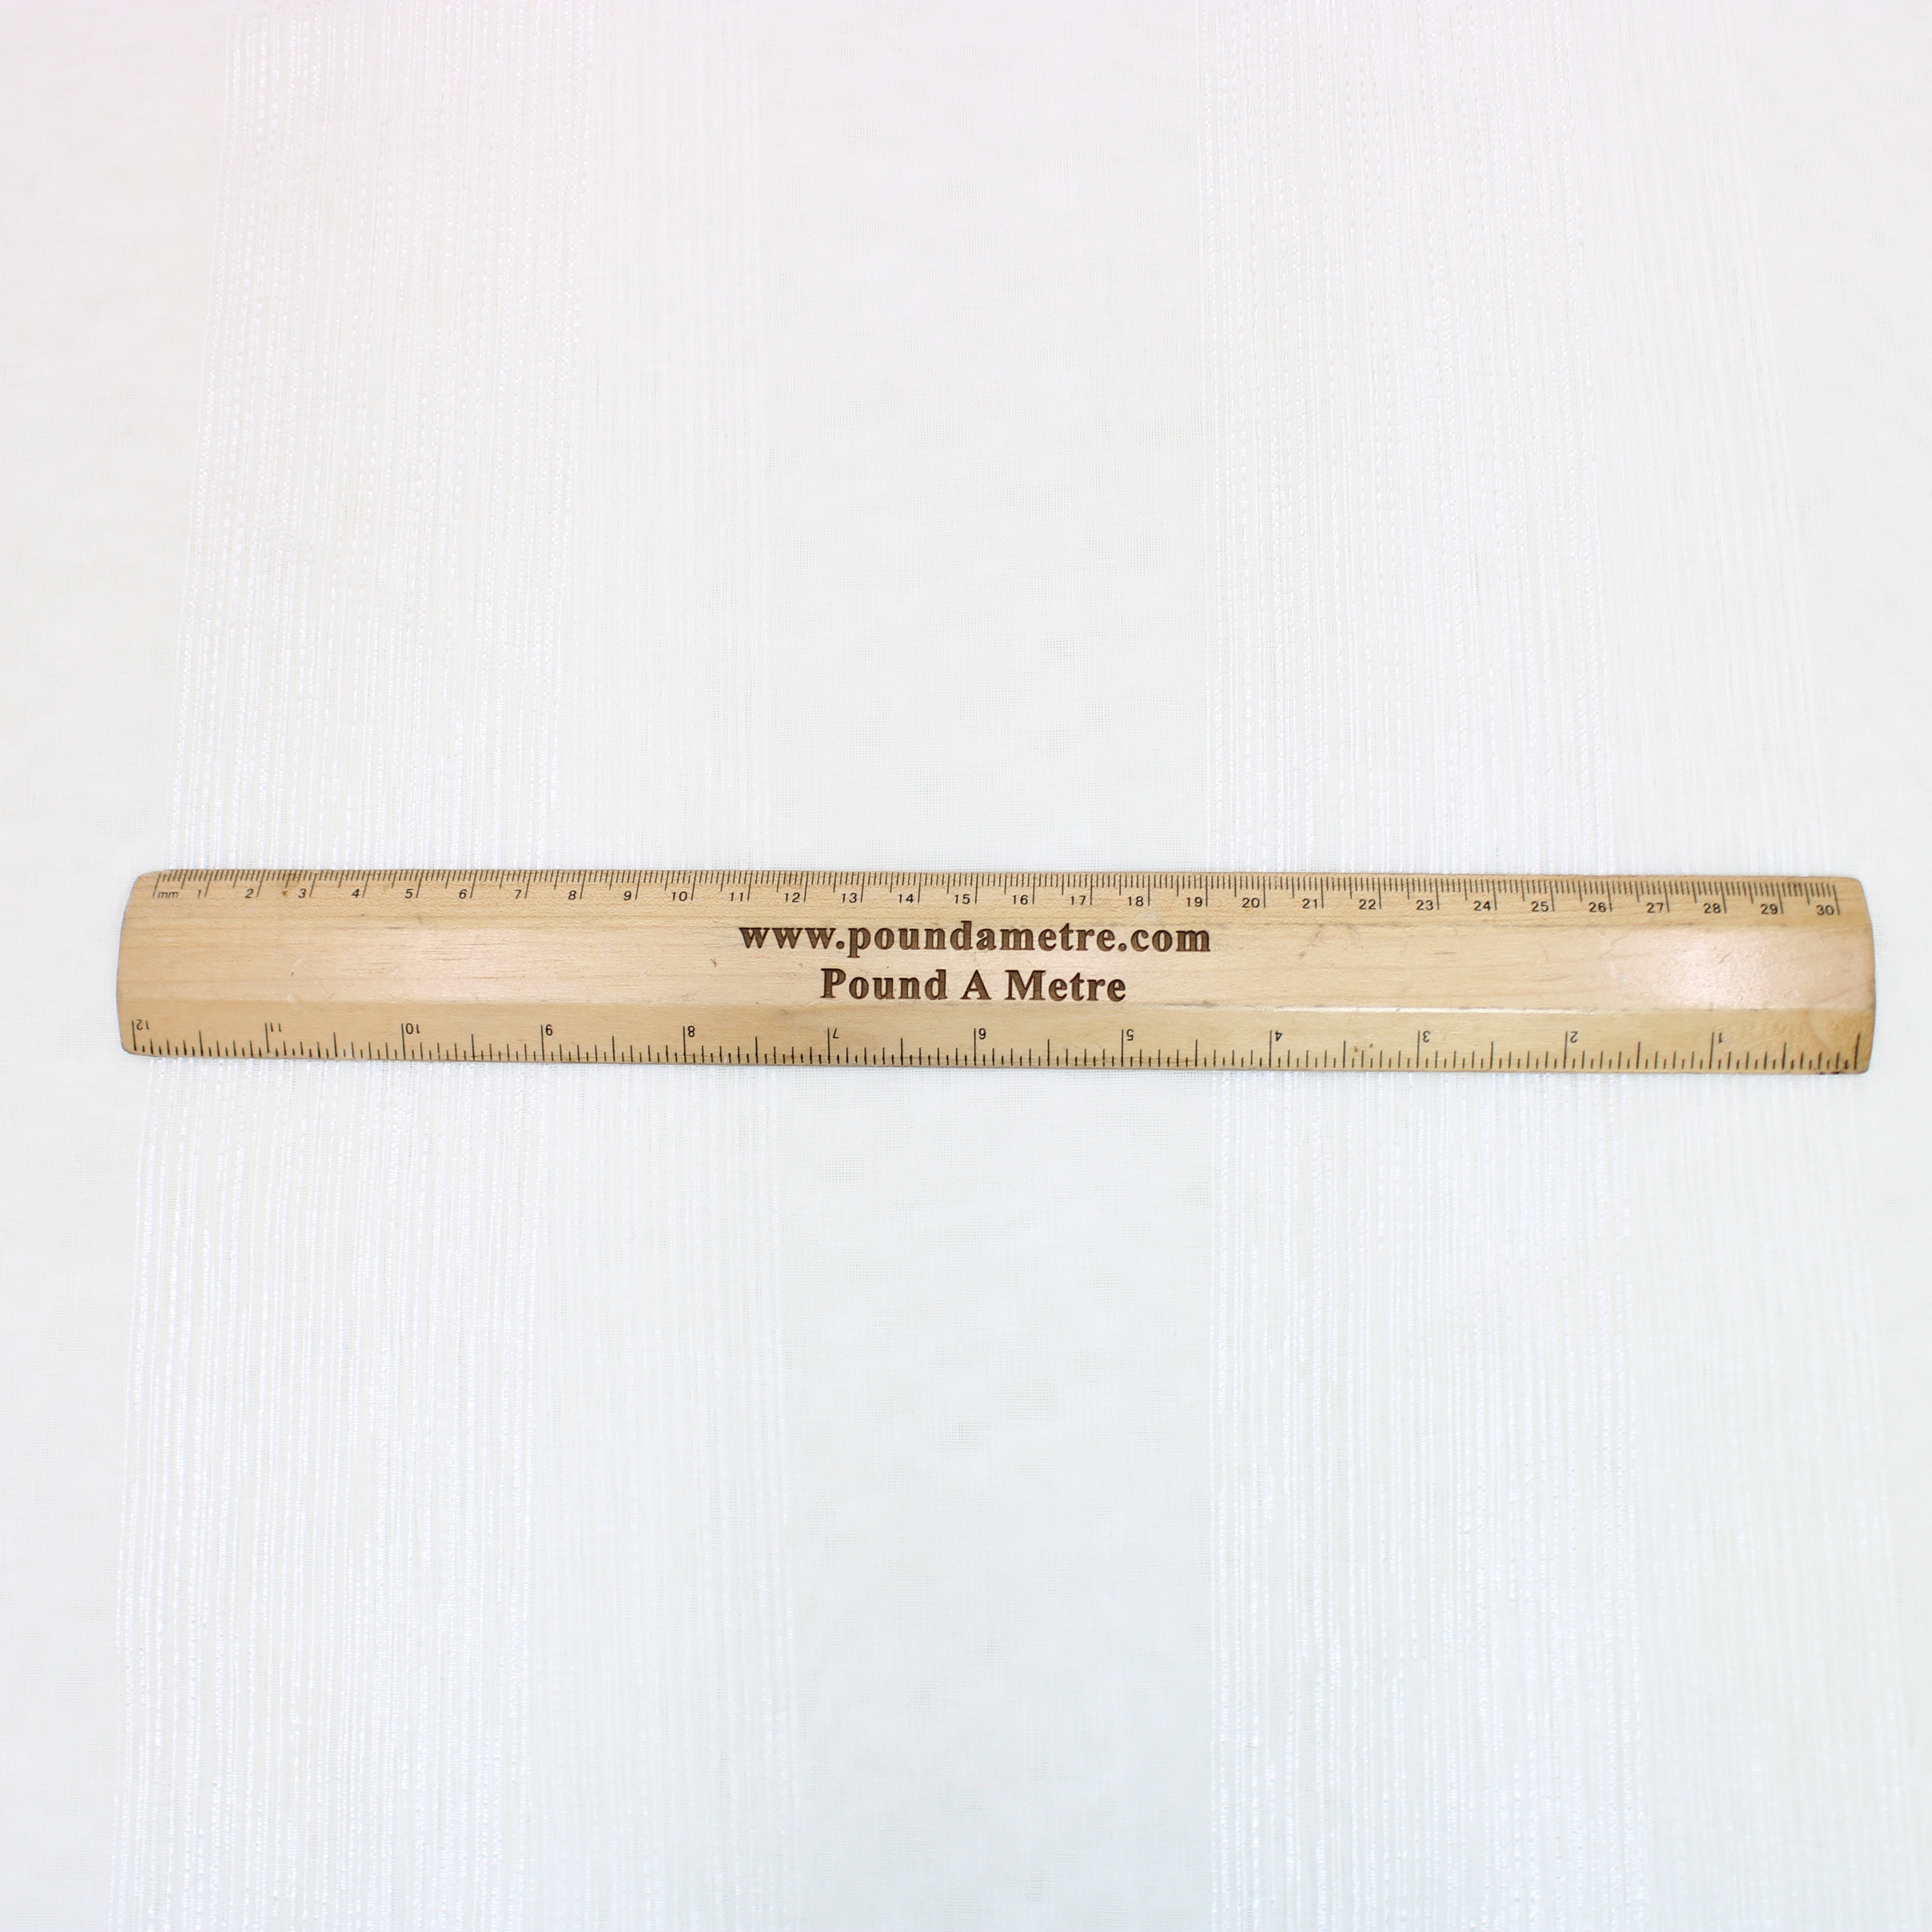 mm 1 2 3 4 5 6 7 8 9 10 11 12 13 14 15 16 17 18 19 20 21 22 23 24 25 26 27 28 29 30
www.poundametre.com
Pound A Metre
12 11 10 9 8 7 6 5 4 3 2 1